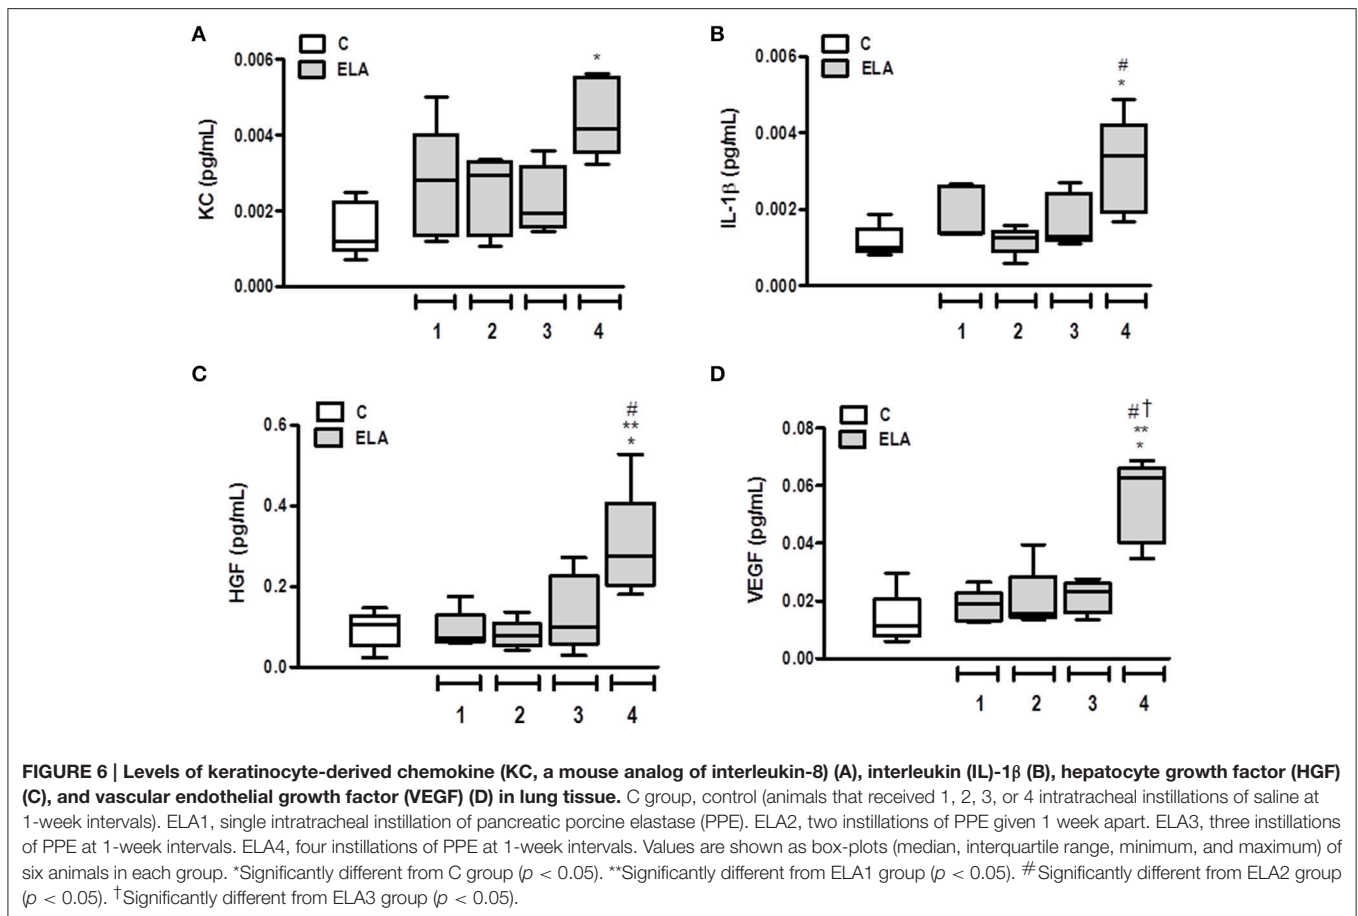 A
C
ELA
0.006
0.004
0.002
0.000
KC (pg/mL)
*
1 2 3 4
B
C
ELA
0.006
0.004
0.002
0.000
IL-1β (pg/mL)
#
*
1 2 3 4
C
C
ELA
0.6
0.4
0.2
0.0
HGF (pg/mL)
#
**
*
1 2 3 4
D
C
ELA
0.08
0.06
0.04
0.02
0.00
VEGF (pg/mL)
#†
**
*
1 2 3 4
FIGURE 6 | Levels of keratinocyte-derived chemokine (KC, a mouse analog of interleukin-8) (A), interleukin (IL)-1β (B), hepatocyte growth factor (HGF)
(C), and vascular endothelial growth factor (VEGF) (D) in lung tissue. C group, control (animals that received 1, 2, 3, or 4 intratracheal instillations of saline at
1-week intervals). ELA1, single intratracheal instillation of pancreatic porcine elastase (PPE). ELA2, two instillations of PPE given 1 week apart. ELA3, three instillations
of PPE at 1-week intervals. ELA4, four instillations of PPE at 1-week intervals. Values are shown as box-plots (median, interquartile range, minimum, and maximum) of
six animals in each group. *Significantly different from C group (p < 0.05). **Significantly different from ELA1 group (p < 0.05). #Significantly different from ELA2 group
(p < 0.05). †Significantly different from ELA3 group (p < 0.05).